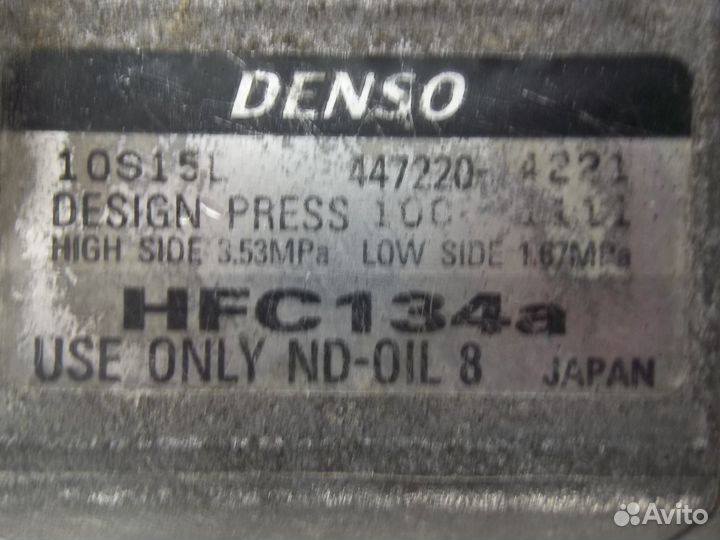 DENSO
10S15L 447220-4221
DESIGN PRESS
HIGH SIDE 3.53MPa LOW SIDE 1.67MPa
HFC134a
USE ONLY ND-OIL 8 JAPAN
Avito